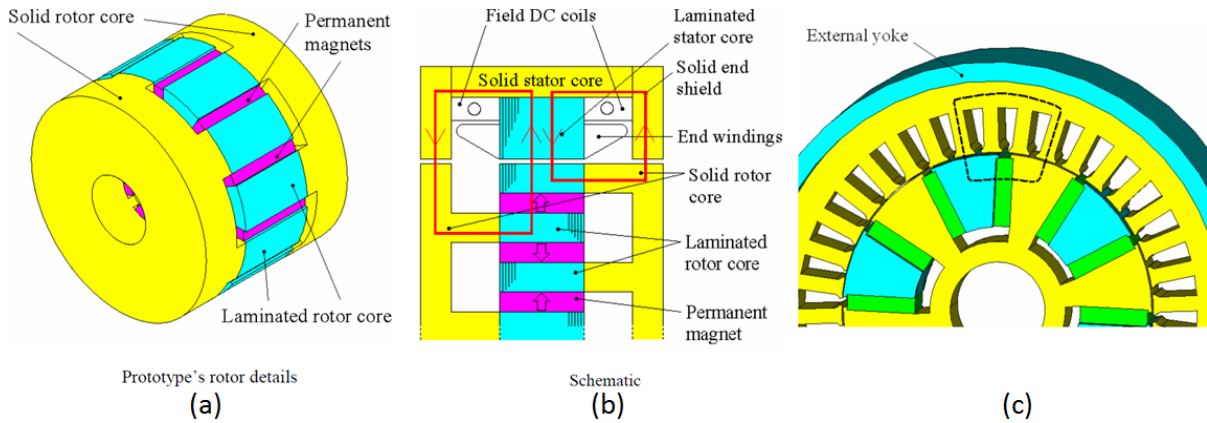 Solid rotor core
Permanent
magnets
Laminated rotor core
Prototype's rotor details
(a)
Field DC coils
Laminated
stator core
Solid stator core
Solid end
shield
End windings
Solid rotor
core
Laminated
rotor core
Permanent
magnet
Schematic
(b)
External yoke
(c)